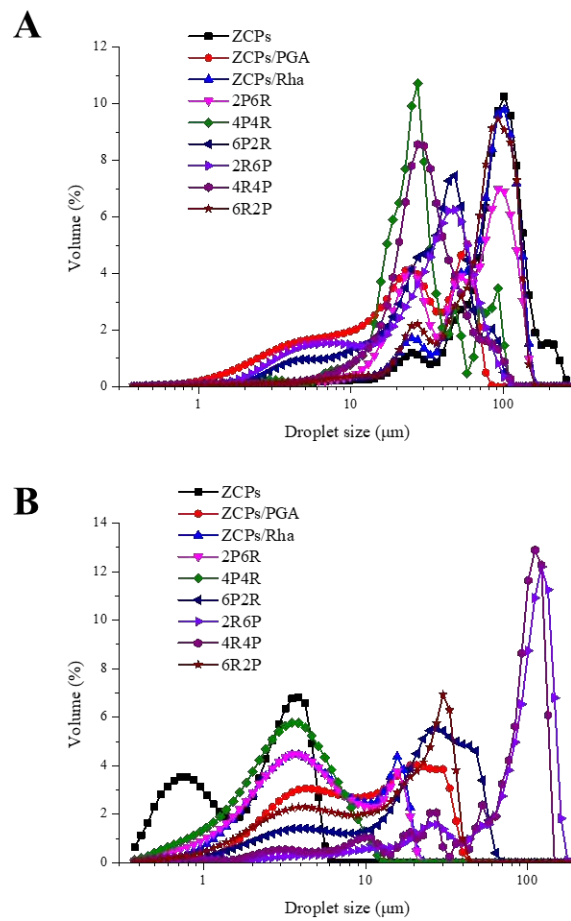 A
ZCPs
ZCPs/PGA
ZCPs/Rha
2P6R
4P4R
6P2R
2R6P
4R4P
6R2P
12
10
8
6
4
2
0
Volume (%)
1
10
100
Droplet size (μm)
B
ZCPs
ZCPs/PGA
ZCPs/Rha
2P6R
4P4R
6P2R
2R6P
4R4P
6R2P
14
12
10
8
6
4
2
0
Volume (%)
1
10
100
Droplet size (μm)